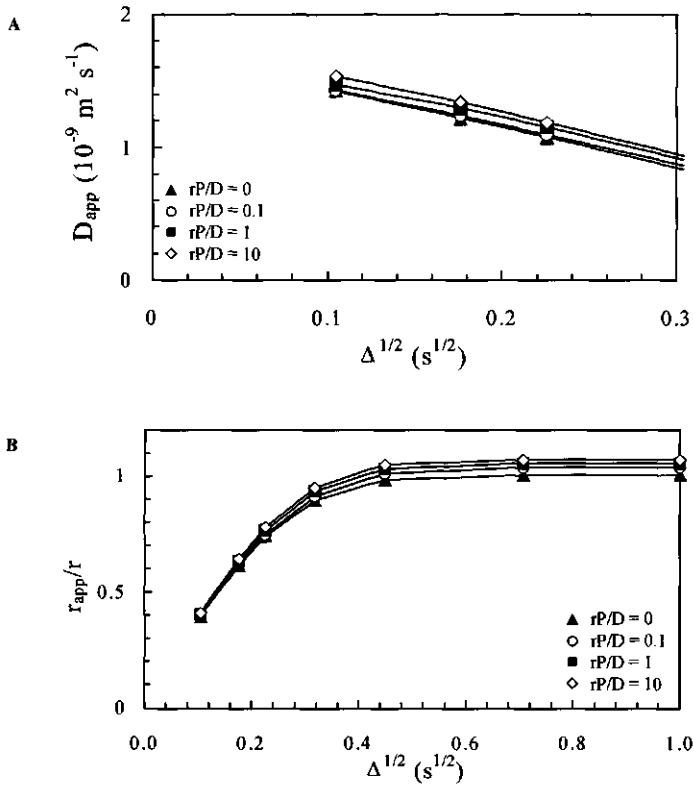 A
2
1
0
D_app (10^-9 m^2 s^-1)
▲ rP/D = 0
○ rP/D = 0.1
■ rP/D = 1
◇ rP/D = 10
0 0.1 0.2 0.3
Δ^1/2 (s^1/2)
B
1
0.5
0
r_app/r
▲ rP/D = 0
○ rP/D = 0.1
■ rP/D = 1
◇ rP/D = 10
0.0 0.2 0.4 0.6 0.8 1.0
Δ^1/2 (s^1/2)